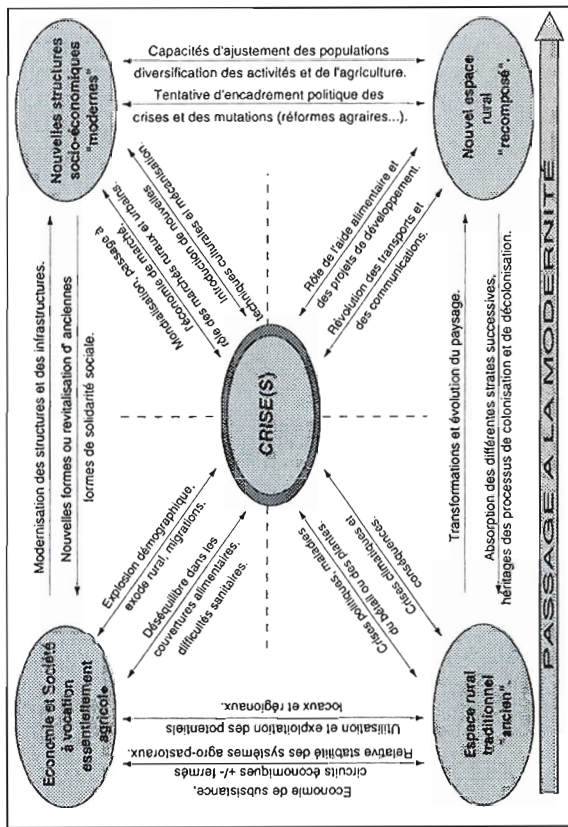 Economie et Société
à vocation
essentiellement
agricole
Modernisation des structures et des infrastructures.
Nouvelles formes ou revitalisation d' anciennes
formes de solidarité sociale.
Nouvelles structures
socio-économiques
"modernes"
Explosion démographique,
exode rural, migrations.
Déséquilibre dans les
couvertures alimentaires,
difficultés sanitaires.
Mondialisation, passage à
l'économie de marché,
rôle des marchés ruraux et urbains.
Introduction de nouvelles
techniques culturales et mécanisation.
Economie de subsistance,
circuits économiques +/- fermés
Relative stabilité des systèmes agro-pastoraux.
Utilisation et exploitation des potentiels
locaux et régionaux.
CRISE(S)
Capacités d'ajustement des populations
diversification des activités et de l'agriculture.
Tentative d'encadrement politique des
crises et des mutations (réformes agraires...).
Crises politiques, maladies
du bétail ou des plantes
Crises climatiques et
conséquences.
Rôle de l'aide alimentaire et
des projets de développement.
Révolution des transports et
des communications.
Espace rural
traditionnel
"ancien".
Transformations et évolution du paysage.
Absorption des différentes strates successives,
héritages des processus de colonisation et de décolonisation.
Nouvel espace
rural
"recomposé".
PASSAGE A LA MODERNITÉ